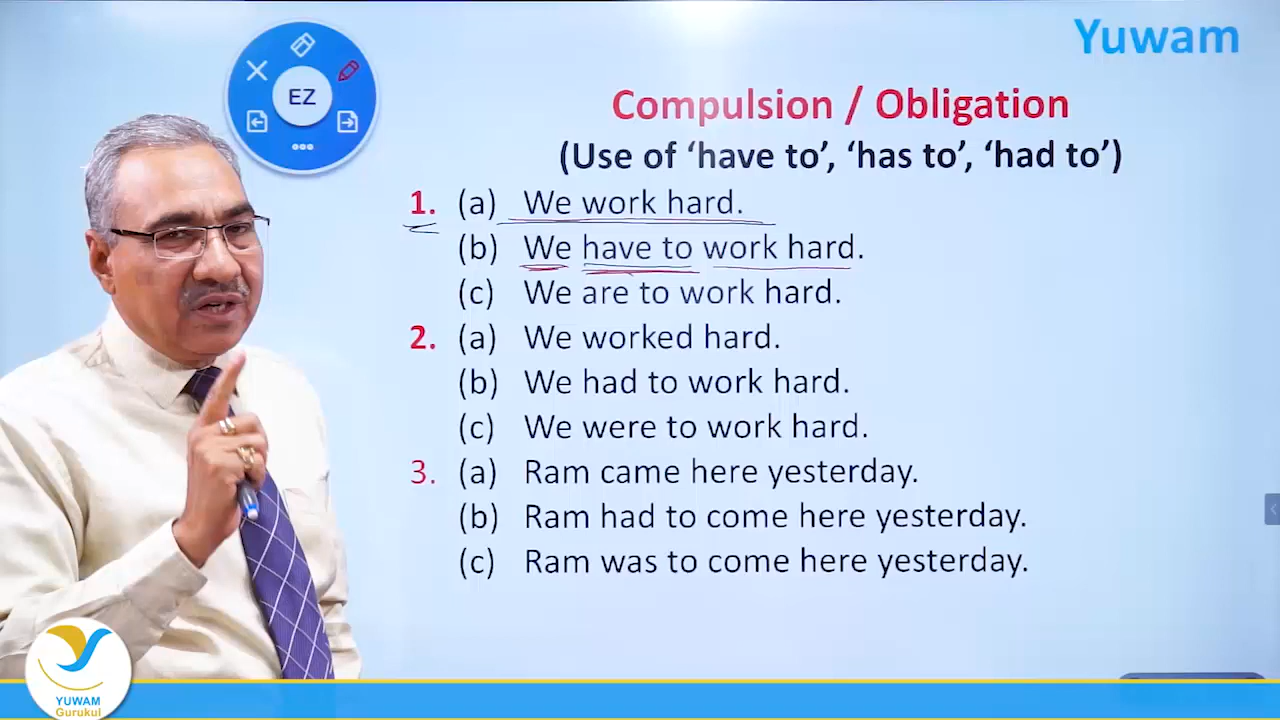 Yuwam
EZ
Compulsion / Obligation
(Use of ‘have to’, ‘has to’, ‘had to’)
1. (a) We work hard.
(b) We have to work hard.
(c) We are to work hard.
2. (a) We worked hard.
(b) We had to work hard.
(c) We were to work hard.
3. (a) Ram came here yesterday.
(b) Ram had to come here yesterday.
(c) Ram was to come here yesterday.
YUWAM
Gurukul